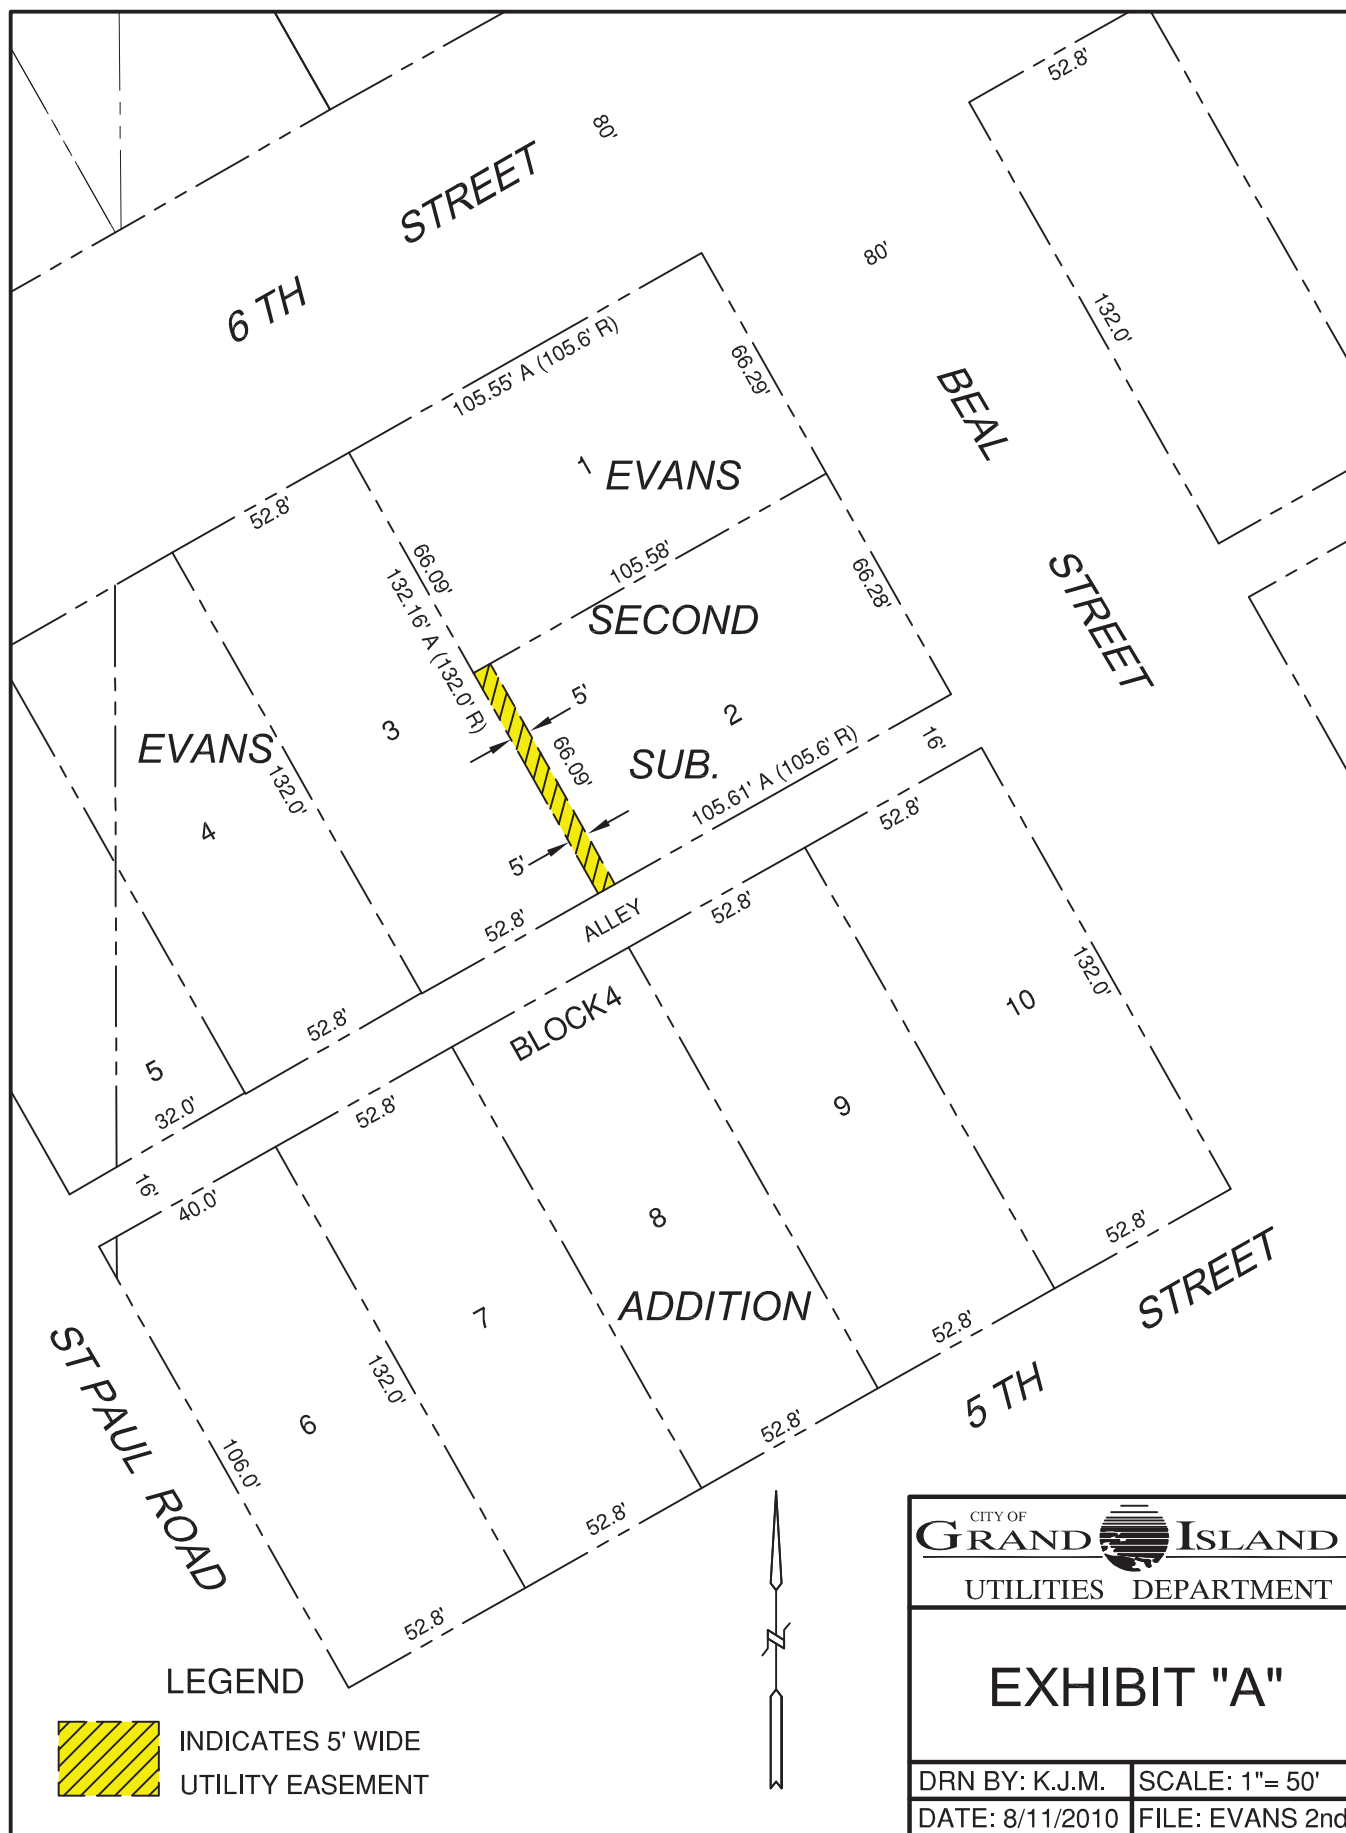 52.8'
80'
6 TH STREET
80'
132.0'
105.55' A (105.6' R)
66.29'
BEAL STREET
1
EVANS
52.8'
66.09'
132.16' A (132.0' R)
105.58'
66.28'
SECOND
3
5'
2
EVANS
132.0'
66.09'
SUB.
105.61' A (105.6' R)
16'
4
52.8'
5'
52.8'
ALLEY
52.8'
132.0'
52.8'
BLOCK 4
10
5
32.0'
52.8'
9
16'
40.0'
8
52.8'
7
ADDITION
5 TH STREET
ST PAUL ROAD
132.0'
52.8'
6
52.8'
106.0'
52.8'
52.8'
N
LEGEND
INDICATES 5' WIDE
UTILITY EASEMENT
CITY OF
GRAND ISLAND
UTILITIES DEPARTMENT
EXHIBIT "A"
DRN BY: K.J.M.
SCALE: 1"= 50'
DATE: 8/11/2010
FILE: EVANS 2nd